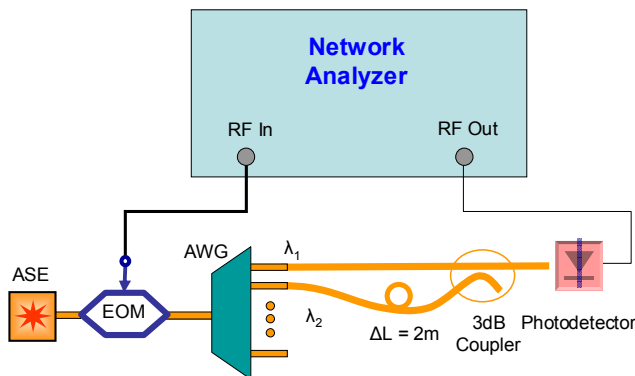 Network
Analyzer
RF In
RF Out
AWG
λ1
ASE
EOM
λ2
ΔL = 2m
3dB
Coupler
Photodetector